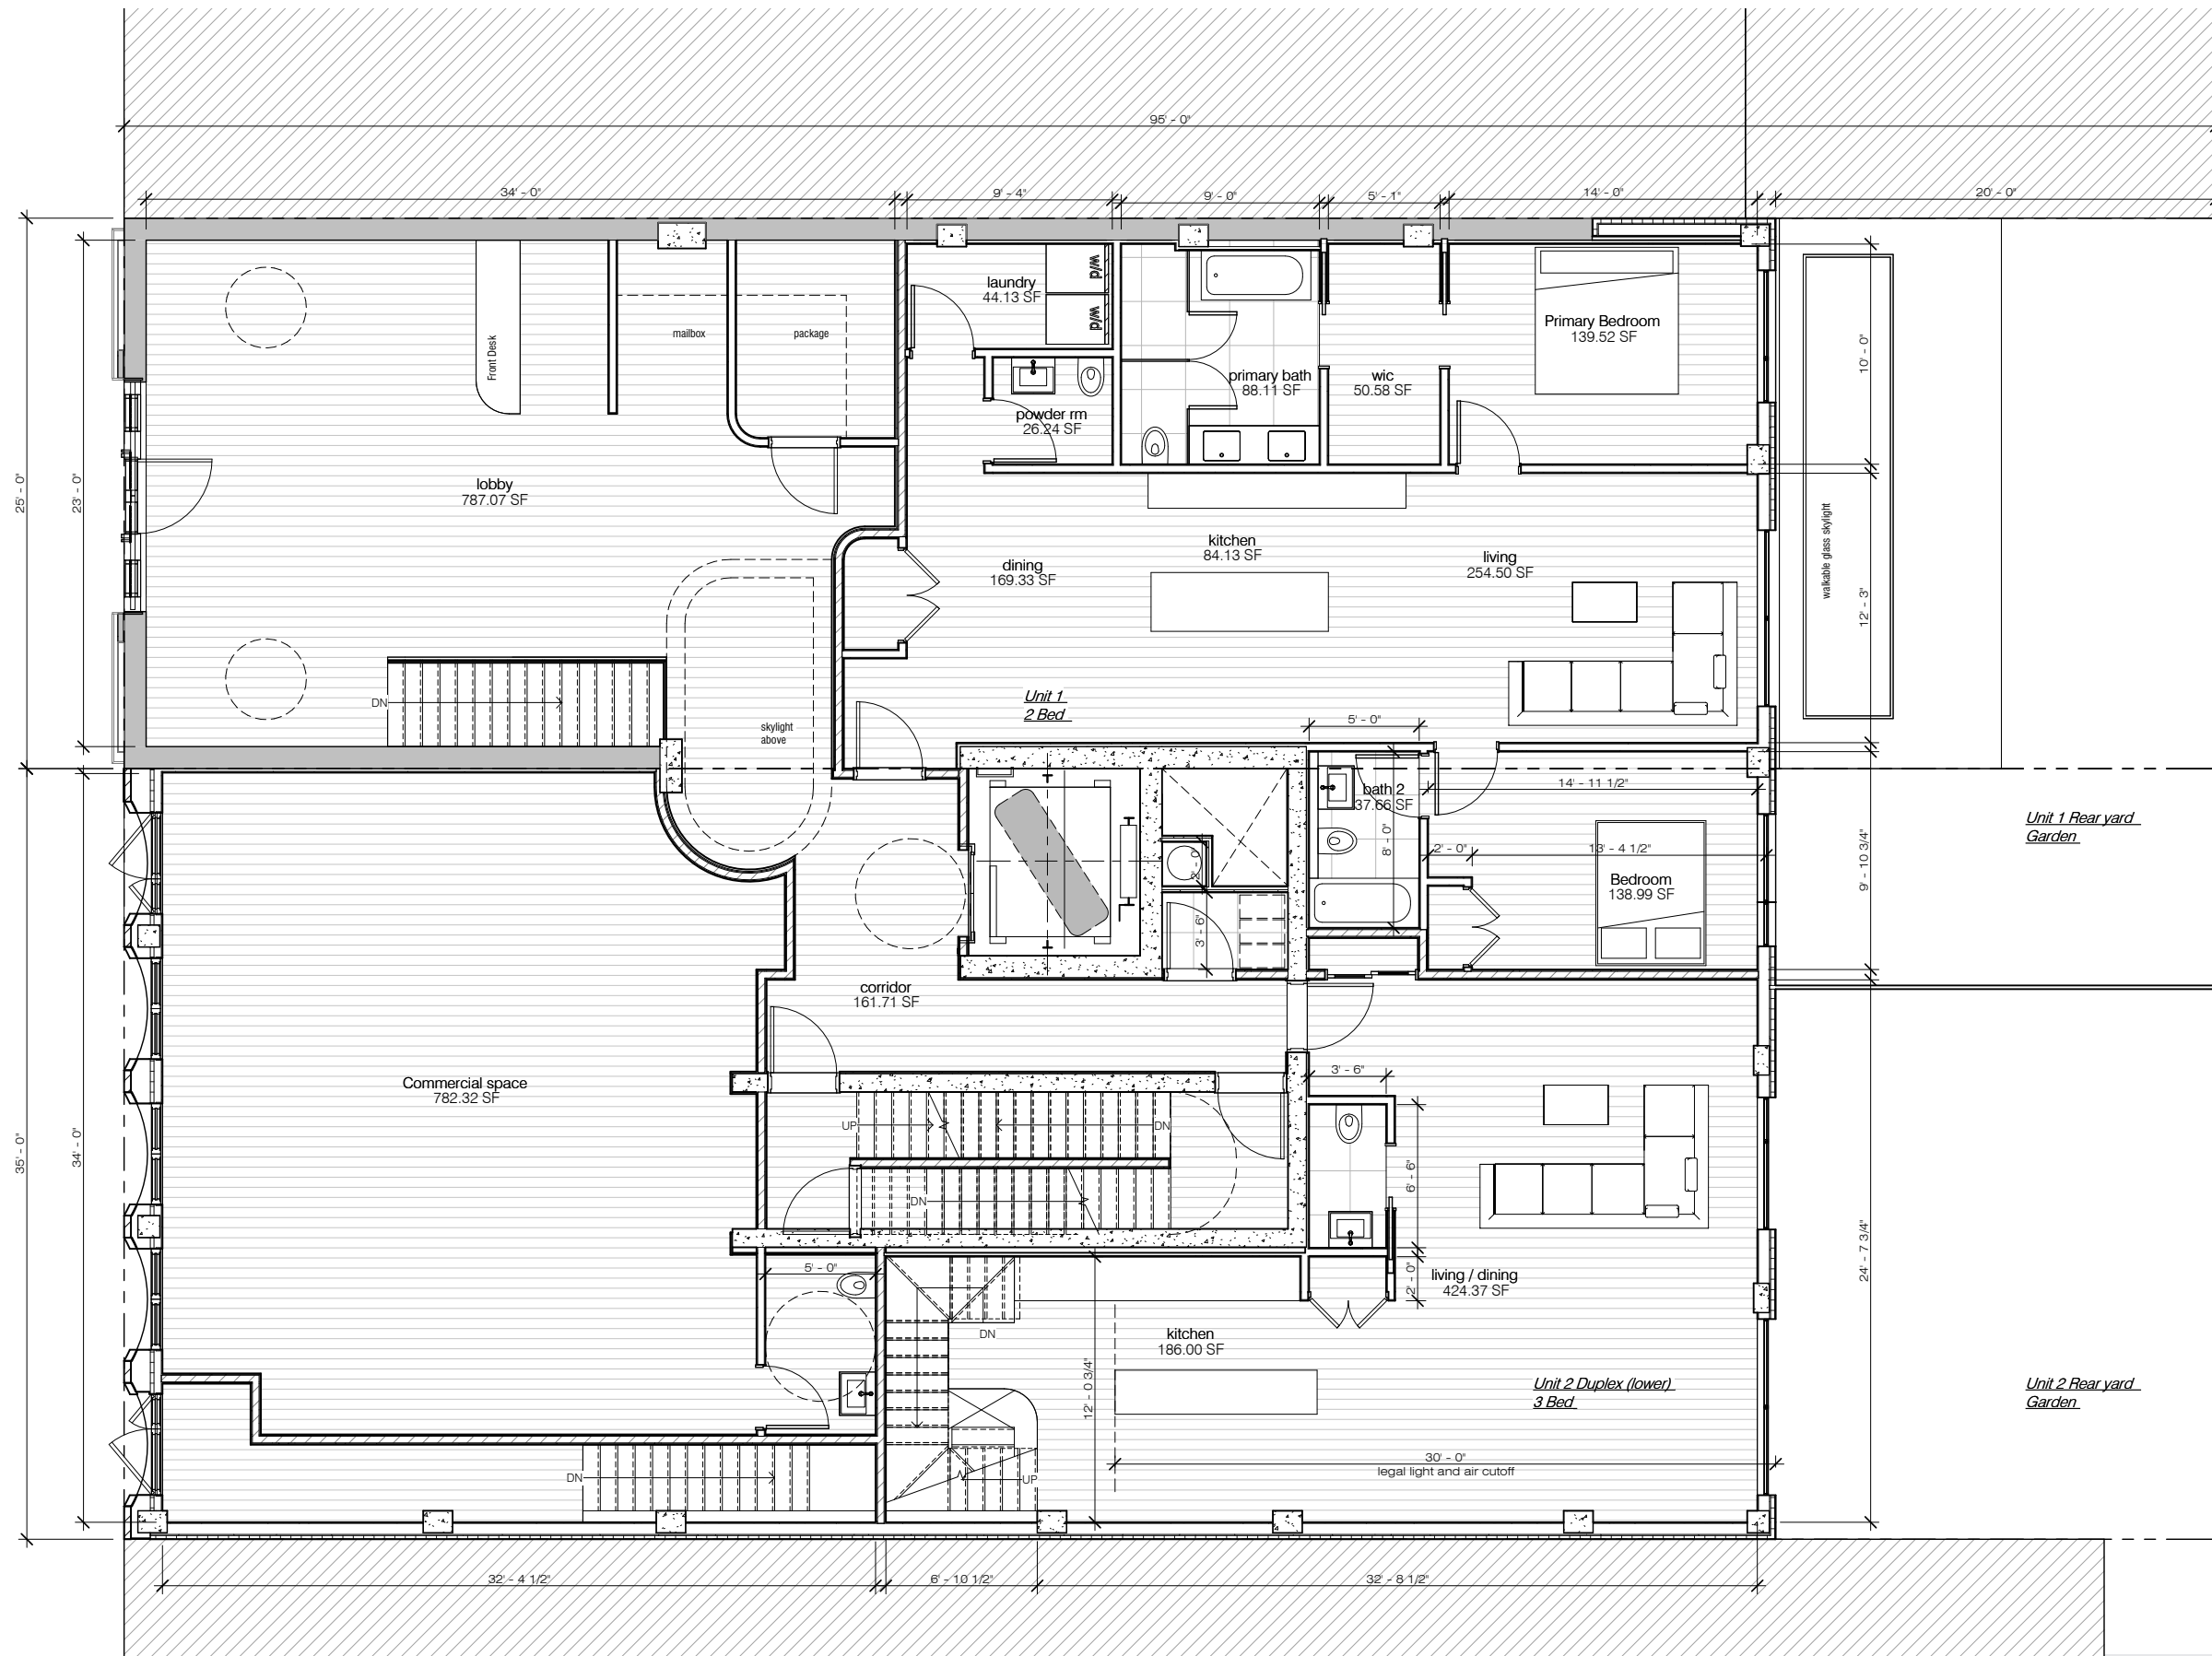 95' - 0"
34' - 0"
9' - 4"
9' - 0"
5' - 1"
14' - 0"
20' - 0"
laundry
44.13 SF
w/d
w/d
Front Desk
mailbox
package
Primary Bedroom
139.52 SF
10' - 0"
primary bath
88.11 SF
wic
50.58 SF
powder rm
26.24 SF
25' - 0"
23' - 0"
lobby
787.07 SF
dining
169.33 SF
kitchen
84.13 SF
living
254.50 SF
walkable glass skylight
12' - 3"
DN
skylight
above
Unit 1
2 Bed
5' - 0"
bath 2
37.66 SF
14' - 11 1/2"
8' - 0"
2' - 0"
13' - 4 1/2"
Bedroom
138.99 SF
9' - 10 3/4"
Unit 1 Rear yard
Garden
2' - 0"
3' - 6"
corridor
161.71 SF
Commercial space
782.32 SF
35' - 0"
34' - 0"
UP
DN
DN
3' - 6"
6' - 6"
2' - 0"
24' - 7 3/4"
5' - 0"
living / dining
424.37 SF
DN
kitchen
186.00 SF
12' - 0 3/4"
Unit 2 Duplex (lower)
3 Bed
Unit 2 Rear yard
Garden
30' - 0"
legal light and air cutoff
DN
UP
32' - 4 1/2"
6' - 10 1/2"
32' - 8 1/2"